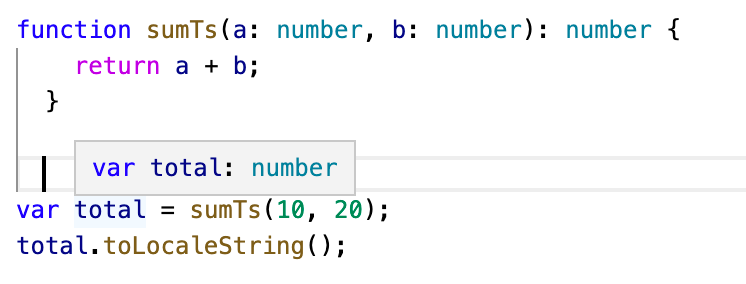 function sumTs(a: number, b: number): number {
return a + b;
}
var total: number
var total = sumTs(10, 20);
total.toLocaleString();